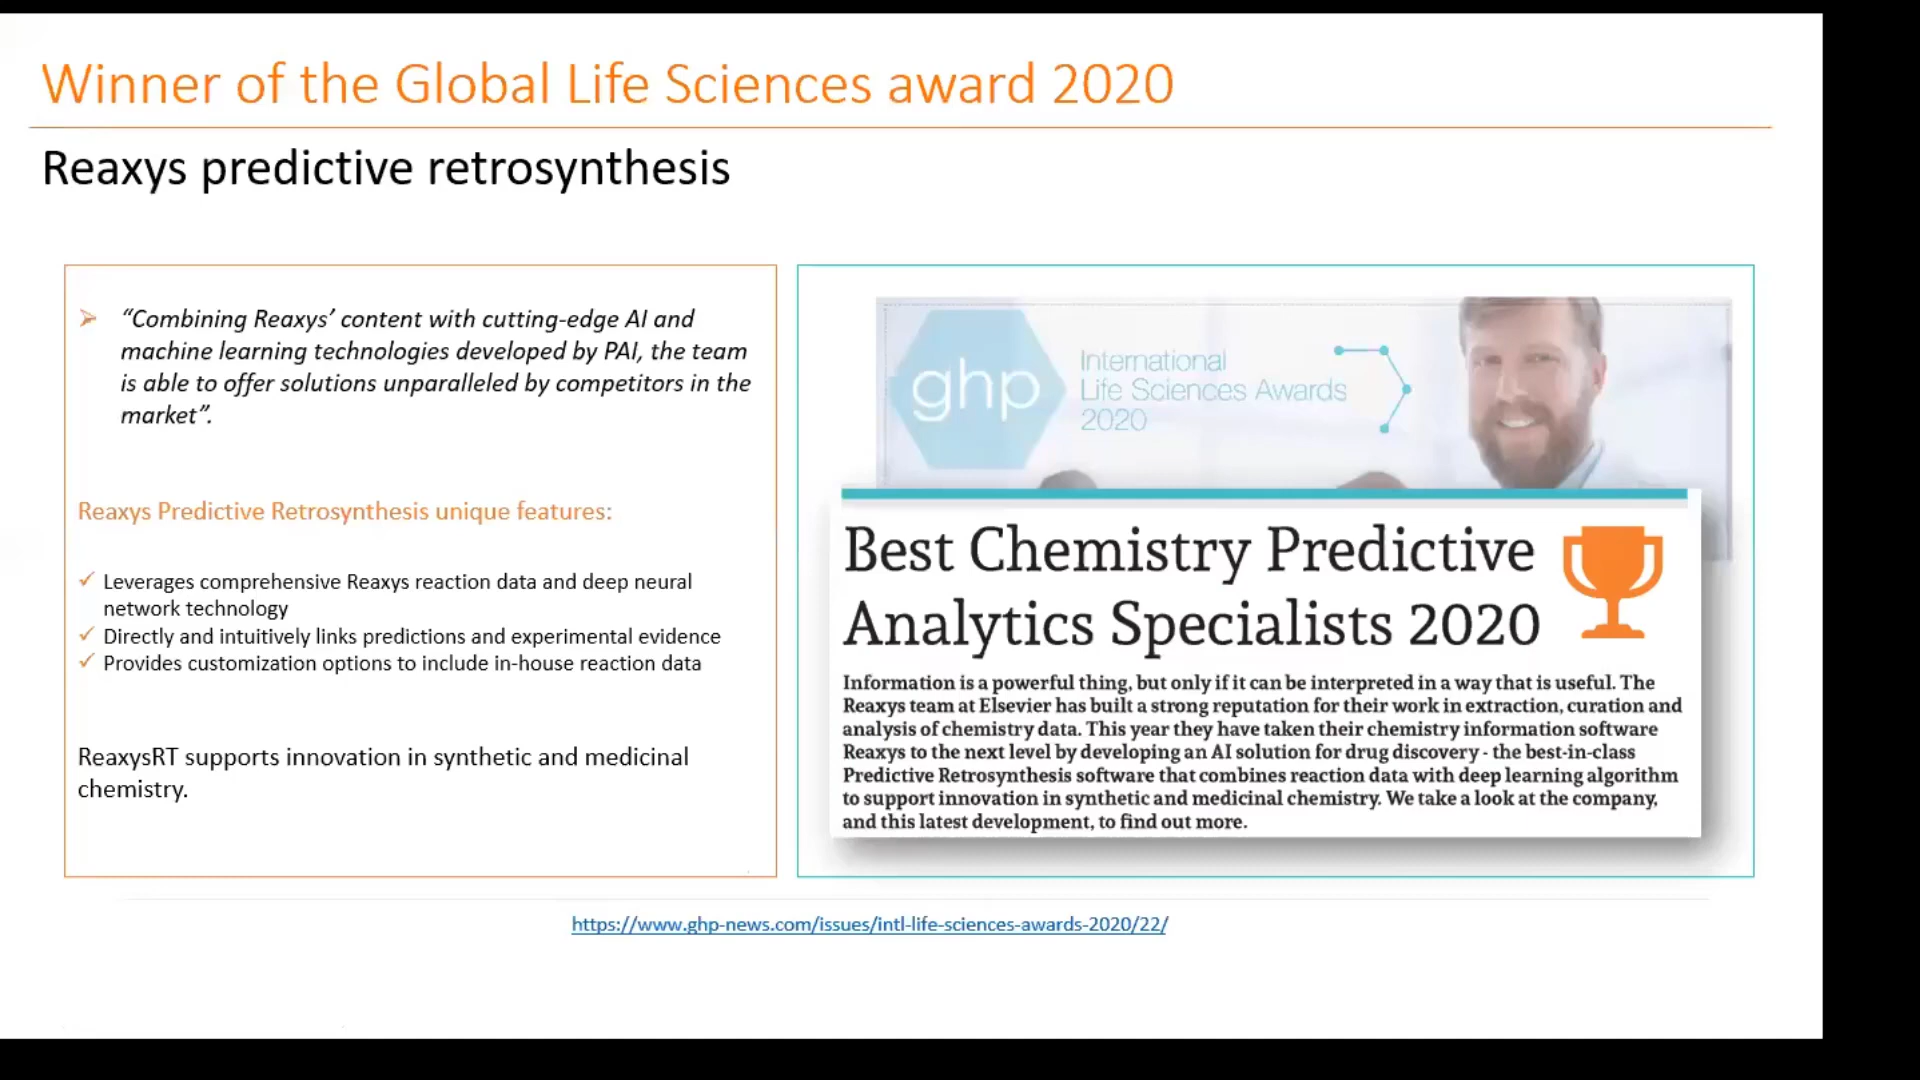 Winner of the Global Life Sciences award 2020
Reaxys predictive retrosynthesis
“Combining Reaxys’ content with cutting-edge AI and
machine learning technologies developed by PAI, the team
is able to offer solutions unparalleled by competitors in the
market”.
Reaxys Predictive Retrosynthesis unique features:
Leverages comprehensive Reaxys reaction data and deep neural
network technology
Directly and intuitively links predictions and experimental evidence
Provides customization options to include in-house reaction data
ReaxysRT supports innovation in synthetic and medicinal
chemistry.
ghp
International
Life Sciences Awards
2020
Best Chemistry Predictive
Analytics Specialists 2020
Information is a powerful thing, but only if it can be interpreted in a way that is useful. The
Reaxys team at Elsevier has built a strong reputation for their work in extraction, curation and
analysis of chemistry data. This year they have taken their chemistry information software
Reaxys to the next level by developing an AI solution for drug discovery - the best-in-class
Predictive Retrosynthesis software that combines reaction data with deep learning algorithm
to support innovation in synthetic and medicinal chemistry. We take a look at the company,
and this latest development, to find out more.
https://www.ghp-news.com/issues/intl-life-sciences-awards-2020/22/